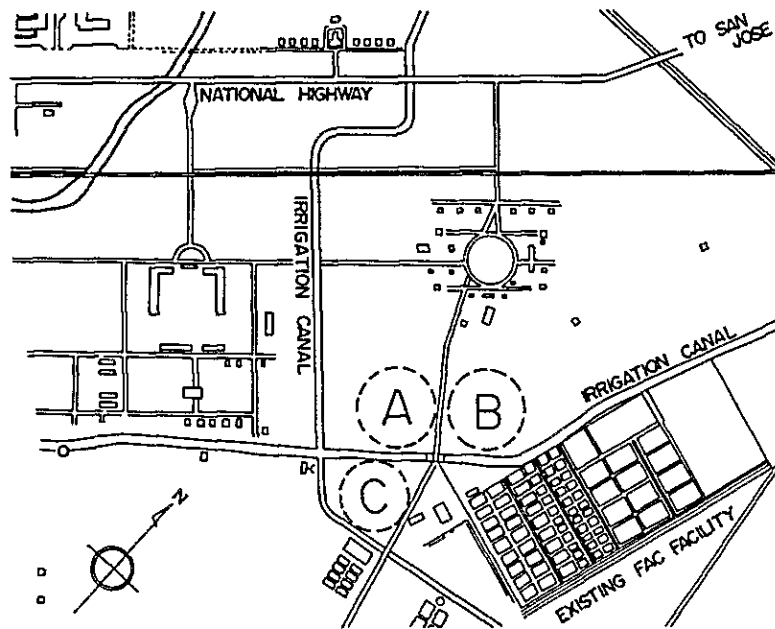 TO SAN JOSE
NATIONAL HIGHWAY
IRRIGATION CANAL
IRRIGATION CANAL
A
B
C
N
EXISTING FAC FACILITY